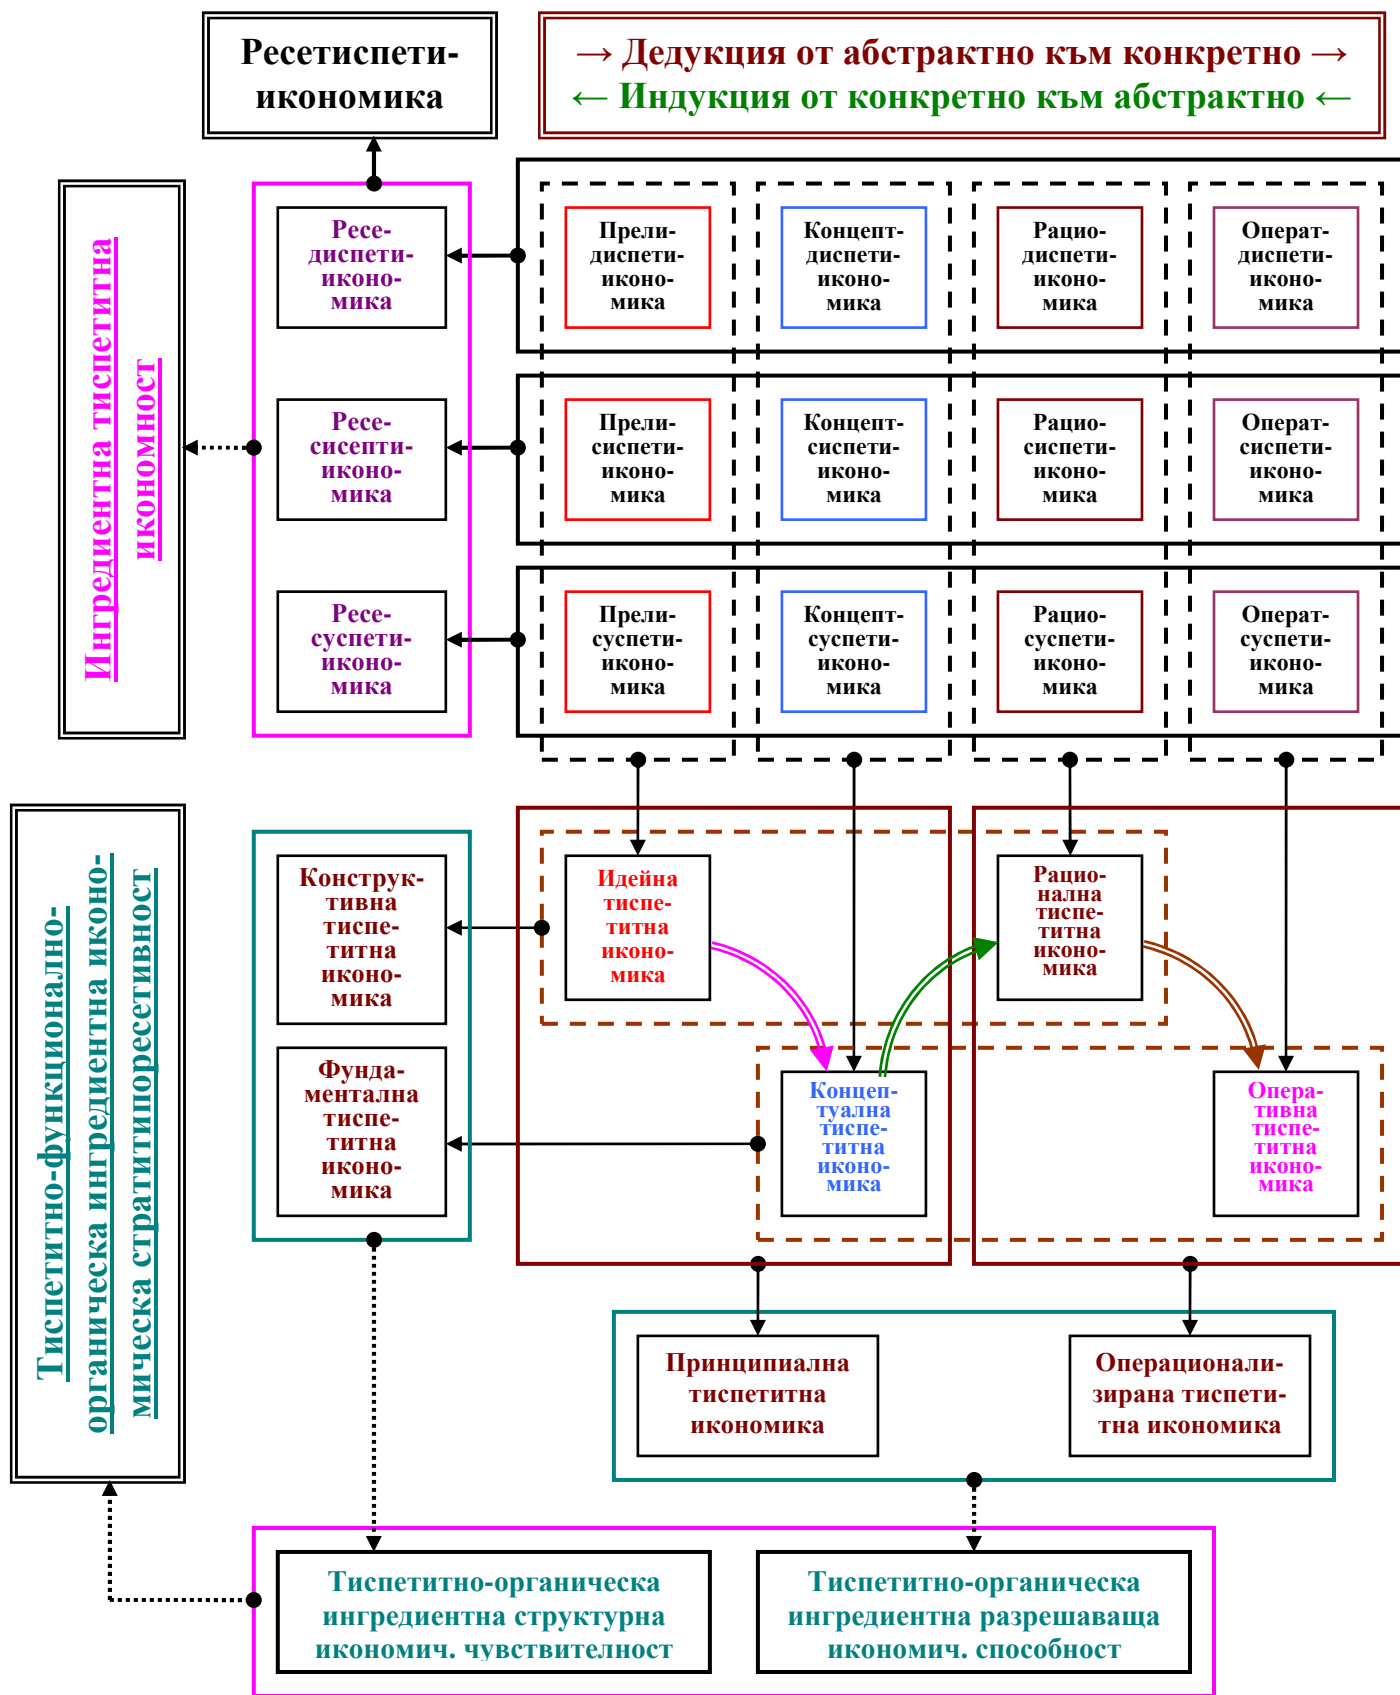 Ресетиспети-
икономика
→ Дедукция от абстрактно към конкретно →
← Индукция от конкретно към абстрактно ←
Ингредиентна тиспетитна
икономност
Ресе-
диспети-
иконо-
мика
Прели-
диспети-
иконо-
мика
Концепт-
диспети-
иконо-
мика
Рацио-
диспети-
иконо-
мика
Операт-
диспети-
иконо-
мика
Ресе-
сисепти-
иконо-
мика
Прели-
сиспети-
иконо-
мика
Концепт-
сиспети-
иконо-
мика
Рацио-
сиспети-
иконо-
мика
Операт-
сиспети-
иконо-
мика
Ресе-
суспети-
иконо-
мика
Прели-
суспети-
иконо-
мика
Концепт-
суспети-
иконо-
мика
Рацио-
суспети-
иконо-
мика
Операт-
суспети-
иконо-
мика
Тиспетитно-функционално-
органическа ингредиентна иконо-
мическа стратитипоресетивност
Конструк-
тивна
тиспе-
титна
иконо-
мика
Идейна
тиспе-
титна
иконо-
мика
Рацио-
нална
тиспе-
титна
иконо-
мика
Фунда-
ментална
тиспе-
титна
иконо-
мика
Концеп-
туална
тиспе-
титна
иконо-
мика
Опера-
тивна
тиспе-
титна
иконо-
мика
Принципиална
тиспетитна
икономика
Операционали-
зирана тиспети-
тна икономика
Тиспетитно-органическа
ингредиентна структурна
икономич. чувствителност
Тиспетитно-органическа
ингредиентна разрешаваща
икономич. способност